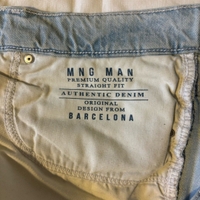 MNG MAN
PREMIUM QUALITY
STRAIGHT FIT
AUTHENTIC DENIM
ORIGINAL
DESIGN FROM
BARCELONA